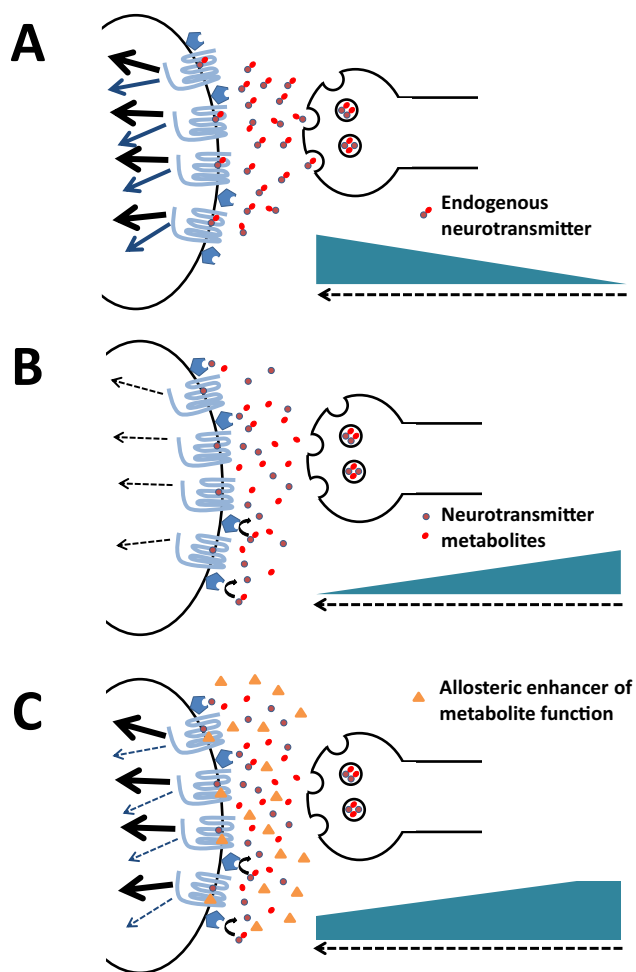 A
Endogenous
neurotransmitter
B
Neurotransmitter
metabolites
C
Allosteric enhancer of
metabolite function